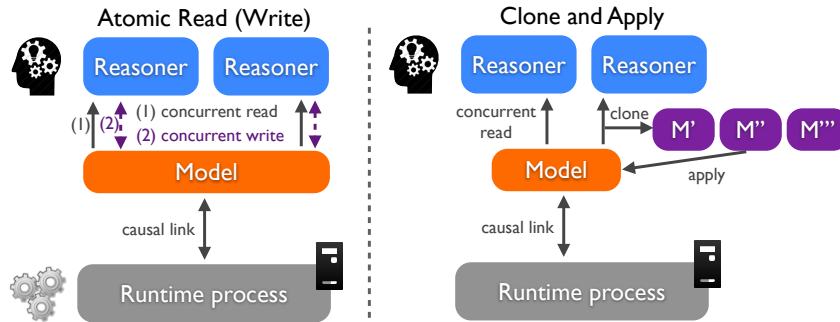 Atomic Read (Write)
Reasoner
Reasoner
(1)
(2)
(1) concurrent read
(2) concurrent write
Model
causal link
Runtime process
Clone and Apply
Reasoner
Reasoner
concurrent
read
clone
M'
M''
M'''
Model
apply
causal link
Runtime process